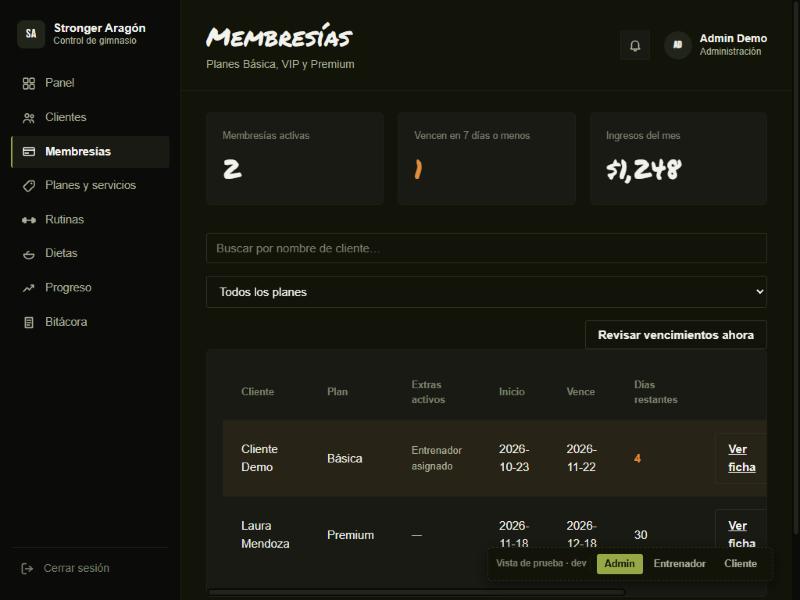 SA
Stronger Aragón
Control de gimnasio
Panel
Clientes
Membresías
Planes y servicios
Rutinas
Dietas
Progreso
Bitácora
Cerrar sesión
Membresías
Planes Básica, VIP y Premium
AD
Admin Demo
Administración
Membresías activas
2
Vencen en 7 días o menos
1
Ingresos del mes
$1,248
Buscar por nombre de cliente…
Todos los planes
Revisar vencimientos ahora
Cliente
Plan
Extras
activos
Inicio
Vence
Días
restantes
Cliente
Demo
Básica
Entrenador
asignado
2026-
10-23
2026-
11-22
4
Ver
ficha
Laura
Mendoza
Premium
—
2026-
11-18
2026-
12-18
30
Ver
ficha
Vista de prueba · dev
Admin
Entrenador
Cliente